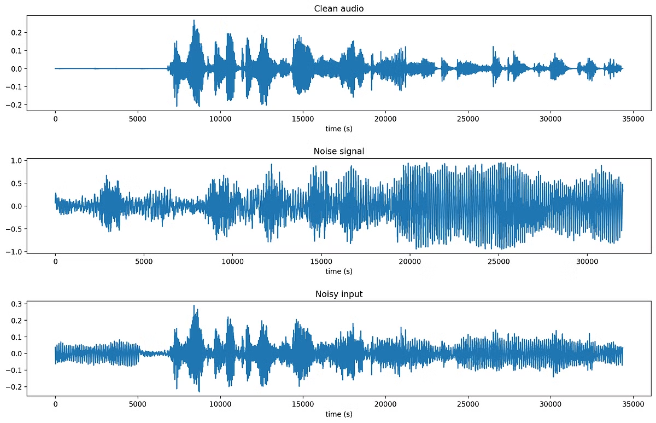 Clean audio
0.2
0.1
0.0
−0.1
−0.2
0 5000 10000 15000 20000 25000 30000 35000
time (s)
Noise signal
1.0
0.5
0.0
−0.5
−1.0
0 5000 10000 15000 20000 25000 30000
time (s)
Noisy input
0.3
0.2
0.1
0.0
−0.1
−0.2
0 5000 10000 15000 20000 25000 30000 35000
time (s)